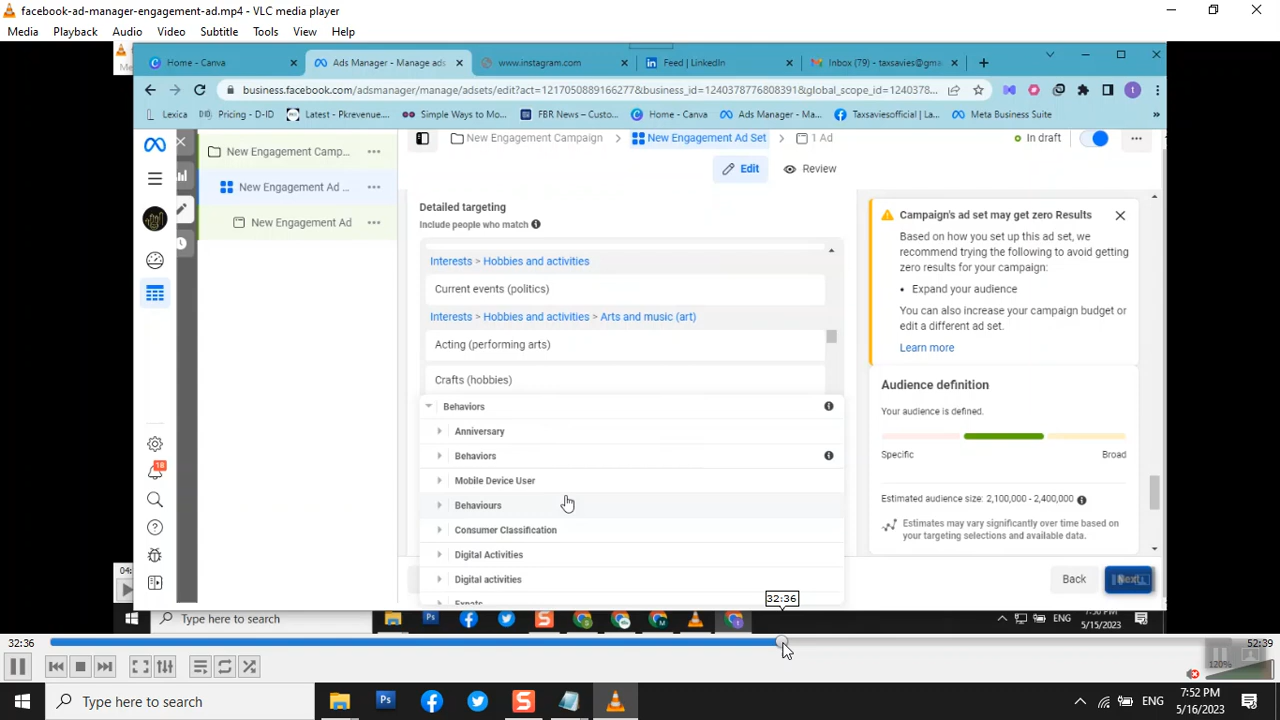 facebook-ad-manager-engagement-ad.mp4 - VLC media player
Media Playback Audio Video Subtitle Tools View Help
Home - Canva
Ads Manager - Manage ads
www.instagram.com
Feed | LinkedIn
Inbox (79) - taxsavies@gma
business.facebook.com/adsmanager/manage/adsets/edit?act=1217050889166277&business_id=1240378776808391&global_scope_id=1240378...
Lexica
Pricing - D-ID
Latest - Pkrevenue...
Simple Ways to Mo...
FBR News – Custo...
Home - Canva
Ads Manager - Ma...
Taxsaviesofficial | La...
Meta Business Suite
New Engagement Camp...
New Engagement Ad ...
New Engagement Ad
New Engagement Campaign
New Engagement Ad Set
1 Ad
In draft
Edit
Review
Detailed targeting
Include people who match
Interests > Hobbies and activities
Current events (politics)
Interests > Hobbies and activities > Arts and music (art)
Acting (performing arts)
Crafts (hobbies)
Behaviors
Anniversary
Behaviors
Mobile Device User
Behaviours
Consumer Classification
Digital Activities
Digital activities
Expats
Campaign's ad set may get zero Results
Based on how you set up this ad set, we
recommend trying the following to avoid getting
zero results for your campaign:
• Expand your audience
You can also increase your campaign budget or
edit a different ad set.
Learn more
Audience definition
Your audience is defined.
Specific Broad
Estimated audience size: 2,100,000 - 2,400,000
Estimates may vary significantly over time based on
your targeting selections and available data.
Back
Next
18
32:36
Type here to search
ENG
5/15/2023
32:36
52:39
120%
Type here to search
ENG
7:52 PM
5/16/2023